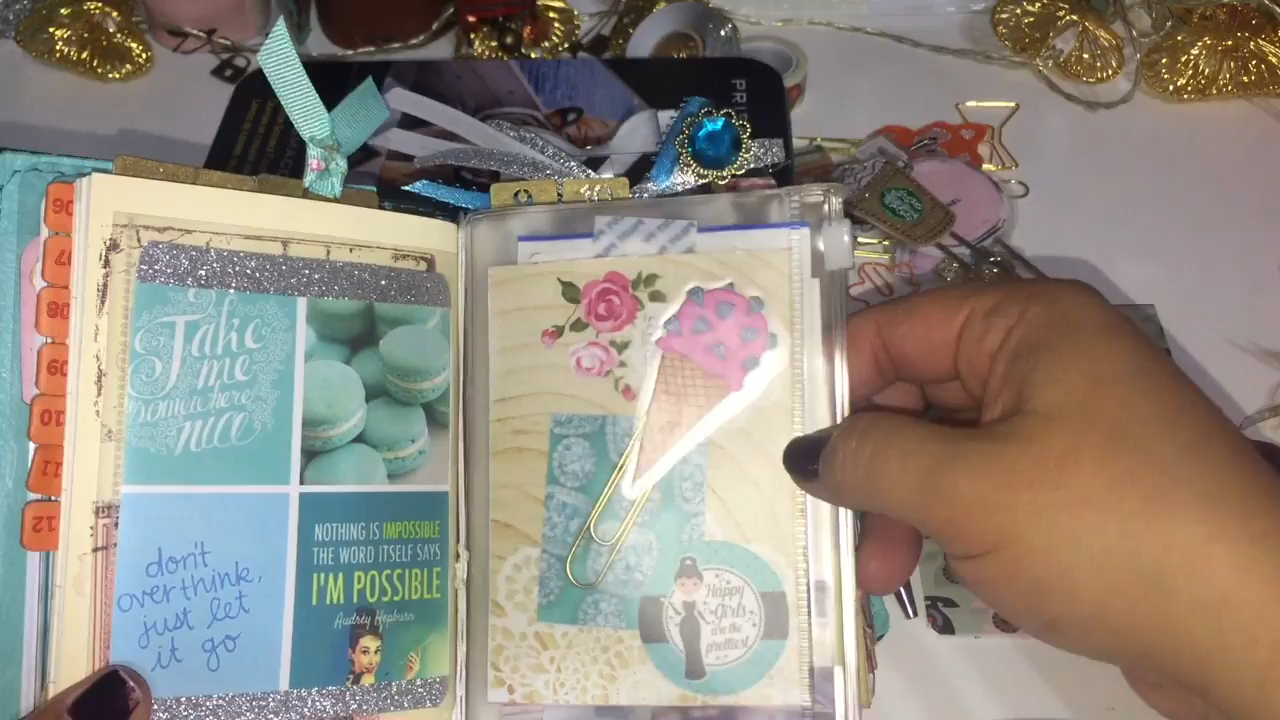 PRI
06
07
08
09
10
11
12
Take
me
somewhere
nice
don't
overthink,
just let
it go
NOTHING IS IMPOSSIBLE
THE WORD ITSELF SAYS
I'M POSSIBLE
Audrey Hepburn
Happy
Girls
are the
prettiest